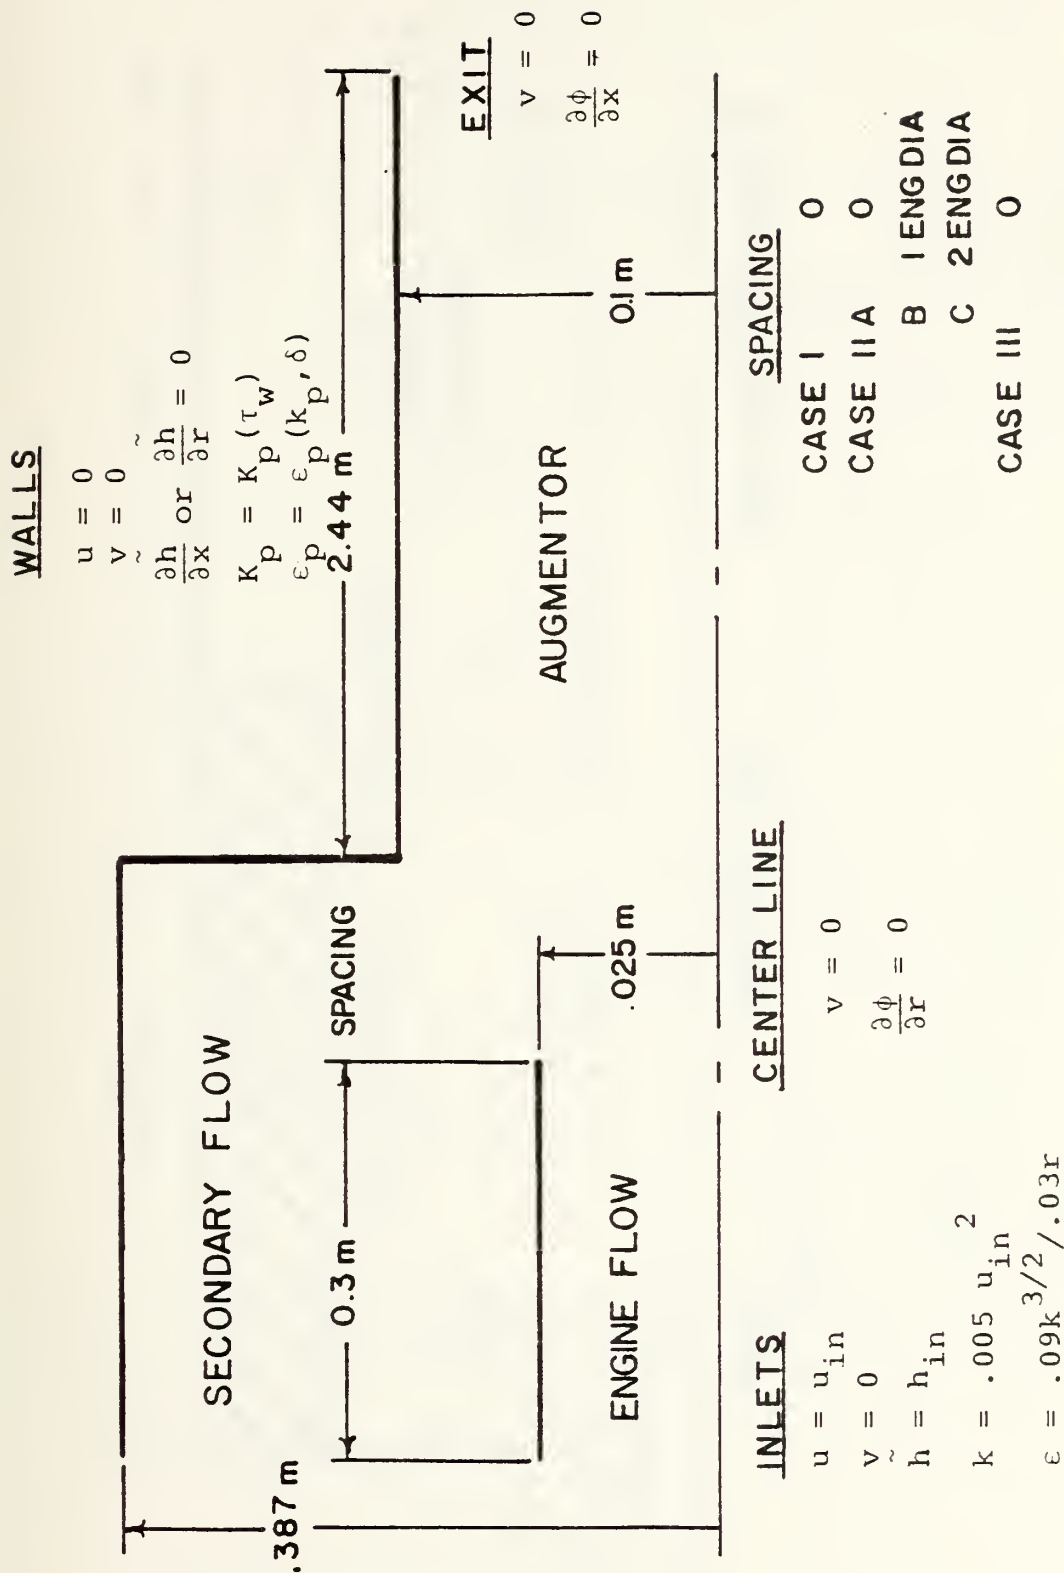 WALLS
u = 0
v = 0
∂h̃/∂x or ∂h̃/∂r = 0
K_p = K_p(τ_w)
ε_p = ε_p(k_p, δ)
2.44 m
EXIT
v = 0
∂φ/∂x = 0
SECONDARY FLOW
0.3 m
SPACING
.387 m
ENGINE FLOW
.025 m
AUGMENTOR
0.1 m
INLETS
u = u_in
v = 0
h̃ = h_in
k = .005 u_in^2
ε = .09k^3/2/.03r
CENTER LINE
v = 0
∂φ/∂r = 0
SPACING
CASE I 0
CASE II A 0
B 1 ENG DIA
C 2 ENG DIA
CASE III 0